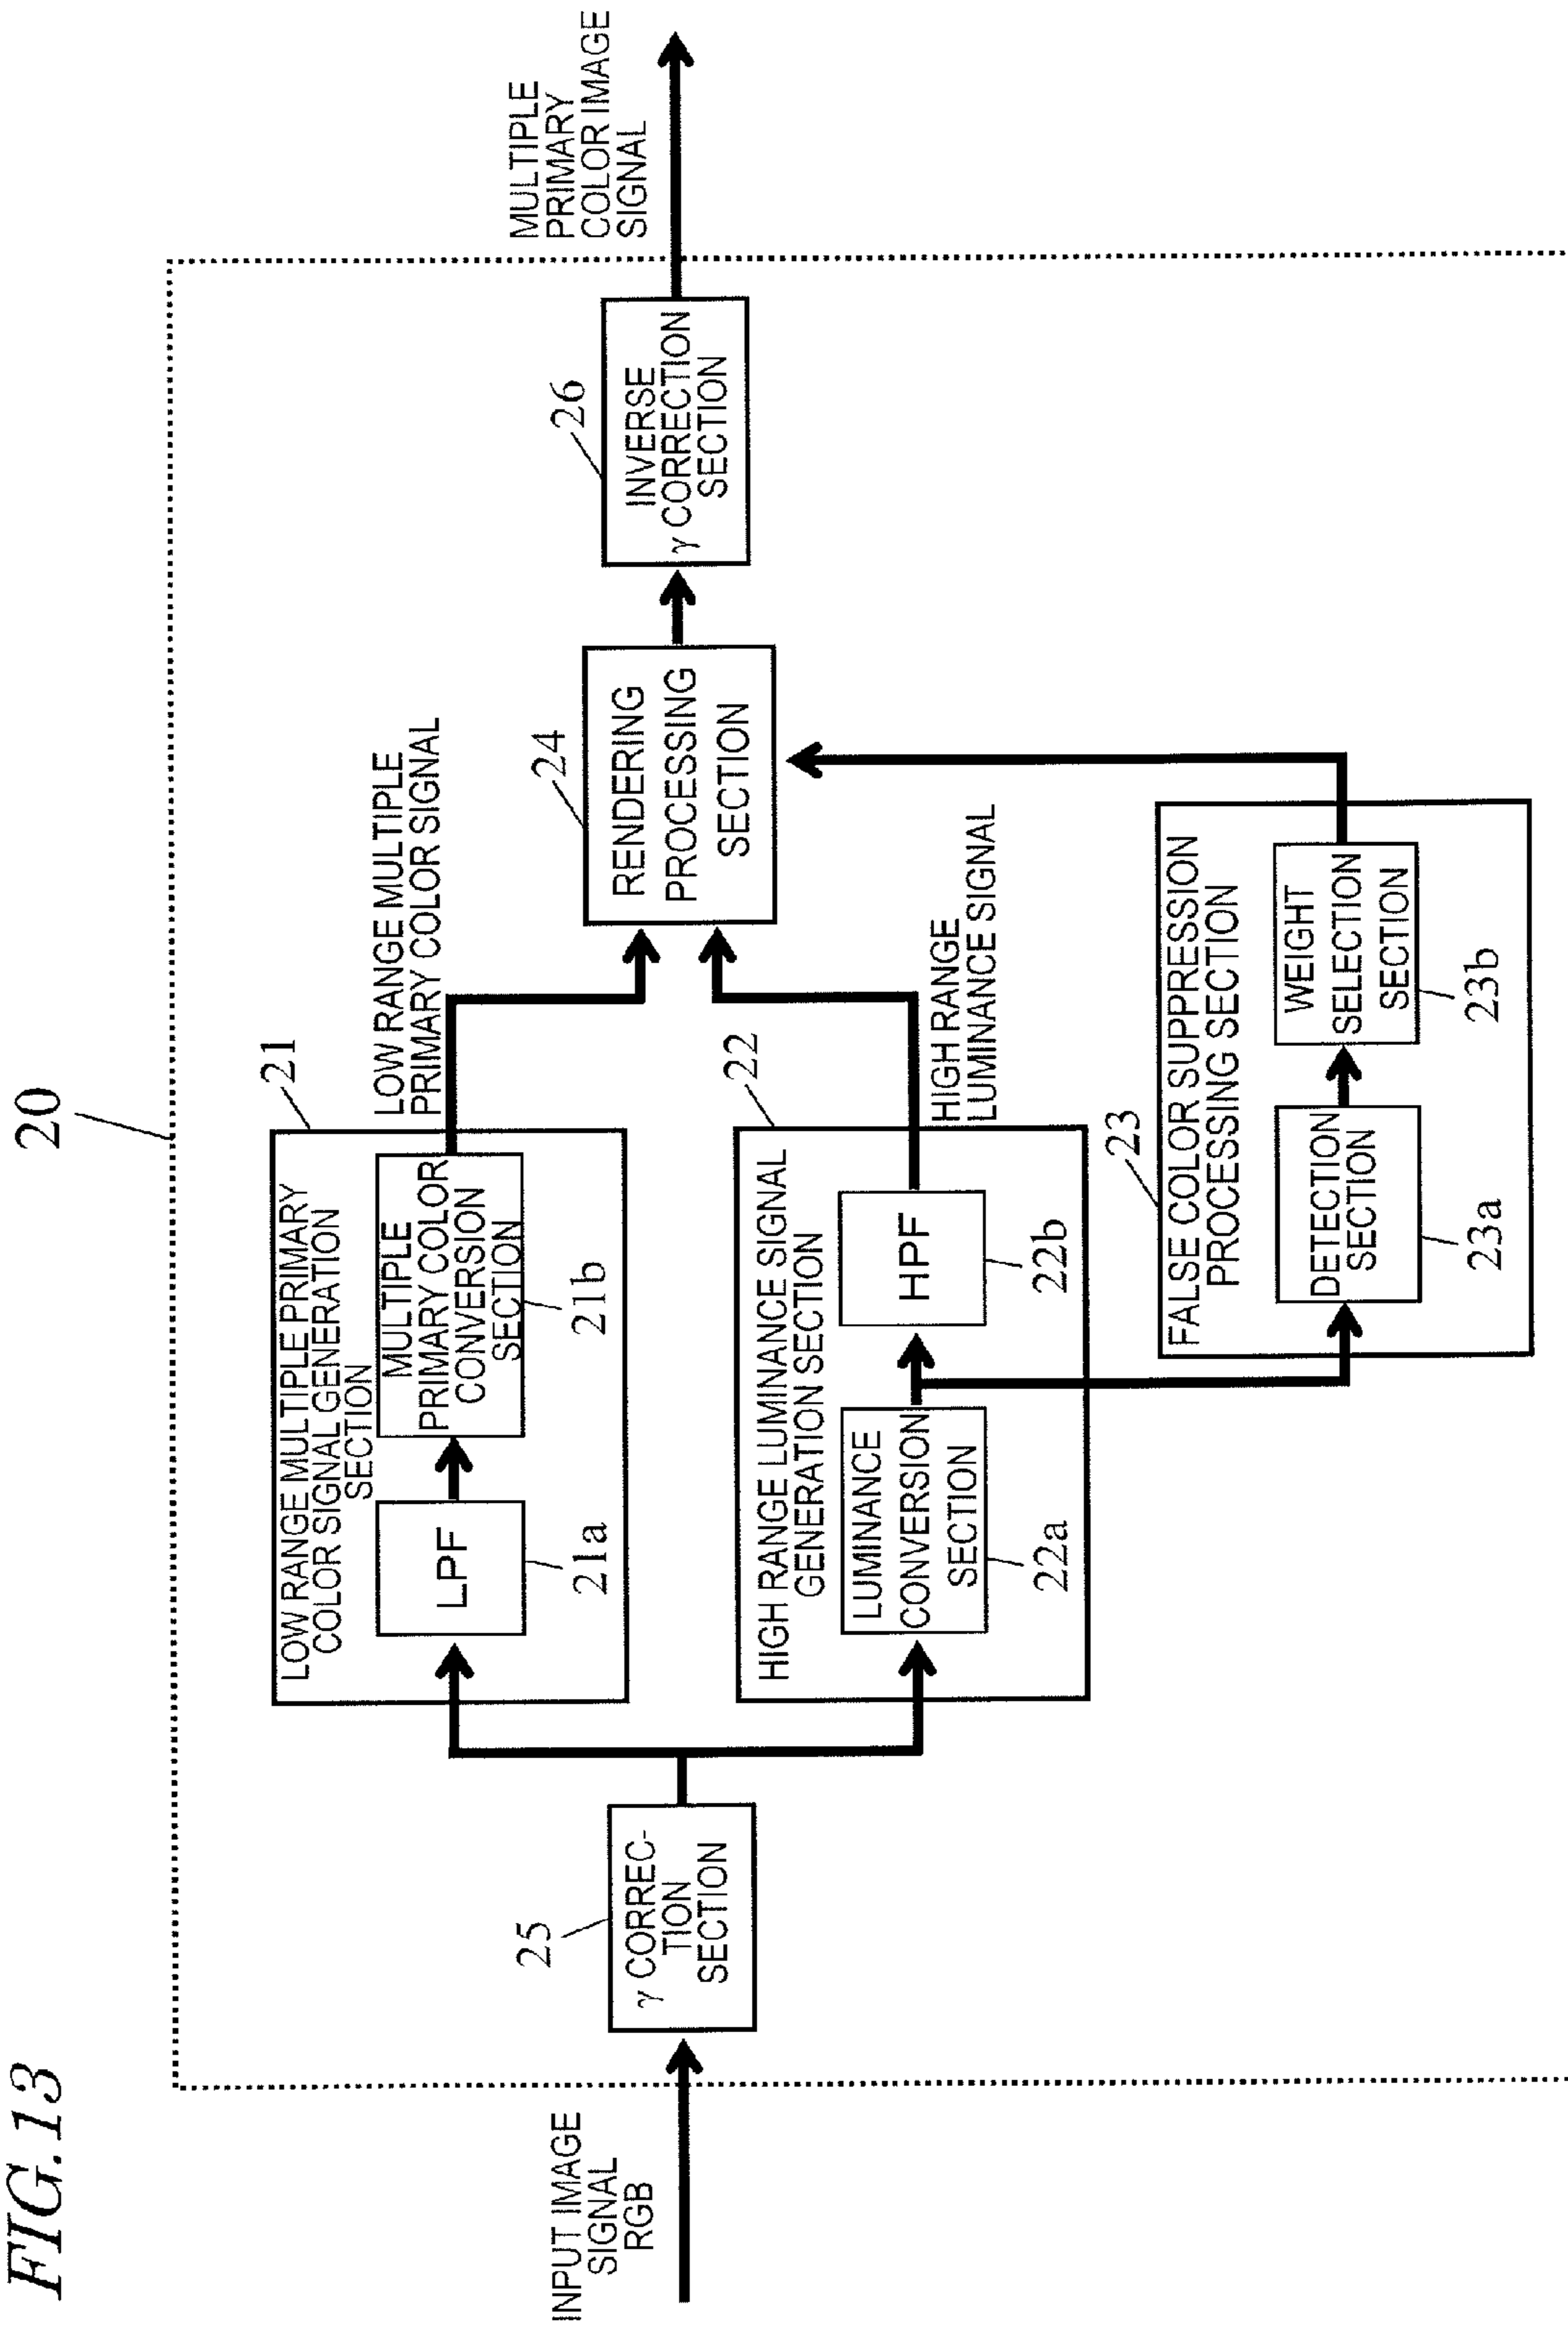 FIG.13
20
INPUT IMAGE
SIGNAL
RGB
25
γ CORREC-
TION
SECTION
21
LOW RANGE MULTIPLE PRIMARY
COLOR SIGNAL GENERATION
SECTION
LPF
21a
MULTIPLE
PRIMARY COLOR
CONVERSION
SECTION
21b
LOW RANGE MULTIPLE
PRIMARY COLOR SIGNAL
22
HIGH RANGE LUMINANCE SIGNAL
GENERATION SECTION
LUMINANCE
CONVERSION
SECTION
22a
HPF
22b
HIGH RANGE
LUMINANCE SIGNAL
23
FALSE COLOR SUPPRESSION
PROCESSING SECTION
DETECTION
SECTION
23a
WEIGHT
SELECTION
SECTION
23b
24
RENDERING
PROCESSING
SECTION
26
INVERSE
γ CORRECTION
SECTION
MULTIPLE
PRIMARY
COLOR IMAGE
SIGNAL